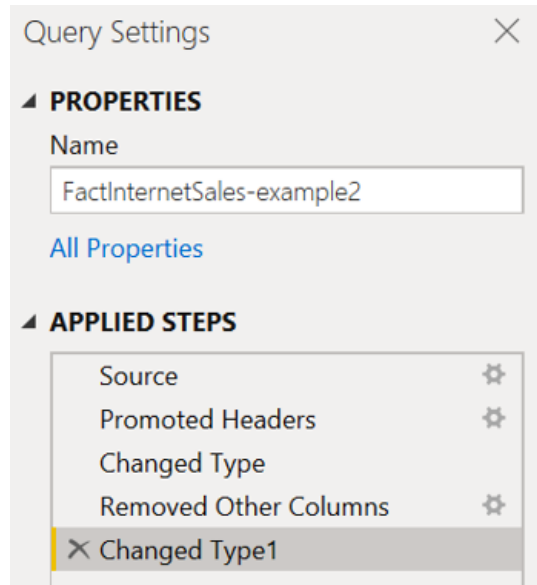 Query Settings
PROPERTIES
Name
FactInternetSales-example2
All Properties
APPLIED STEPS
Source
Promoted Headers
Changed Type
Removed Other Columns
Changed Type1